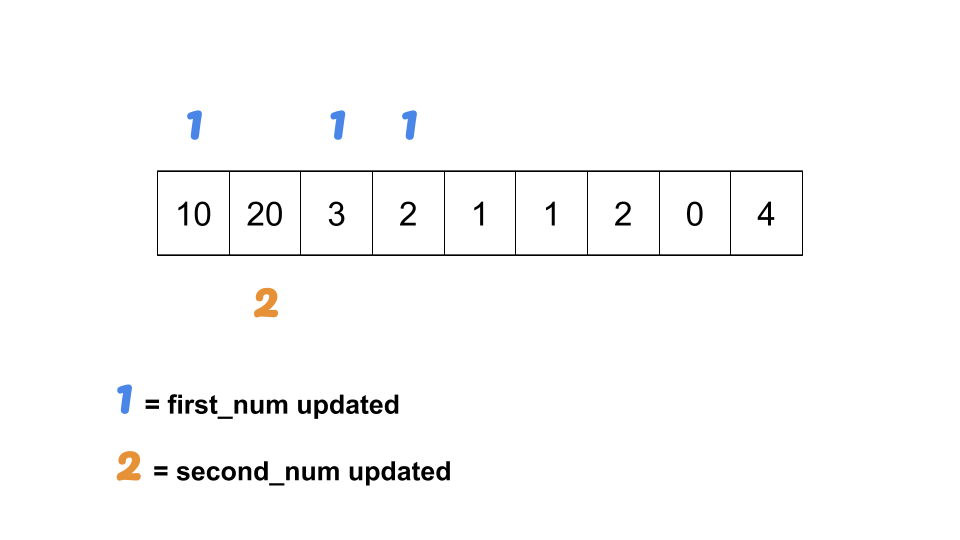 1 1 1
10 20 3 2 1 1 2 0 4
2
1 = first_num updated
2 = second_num updated